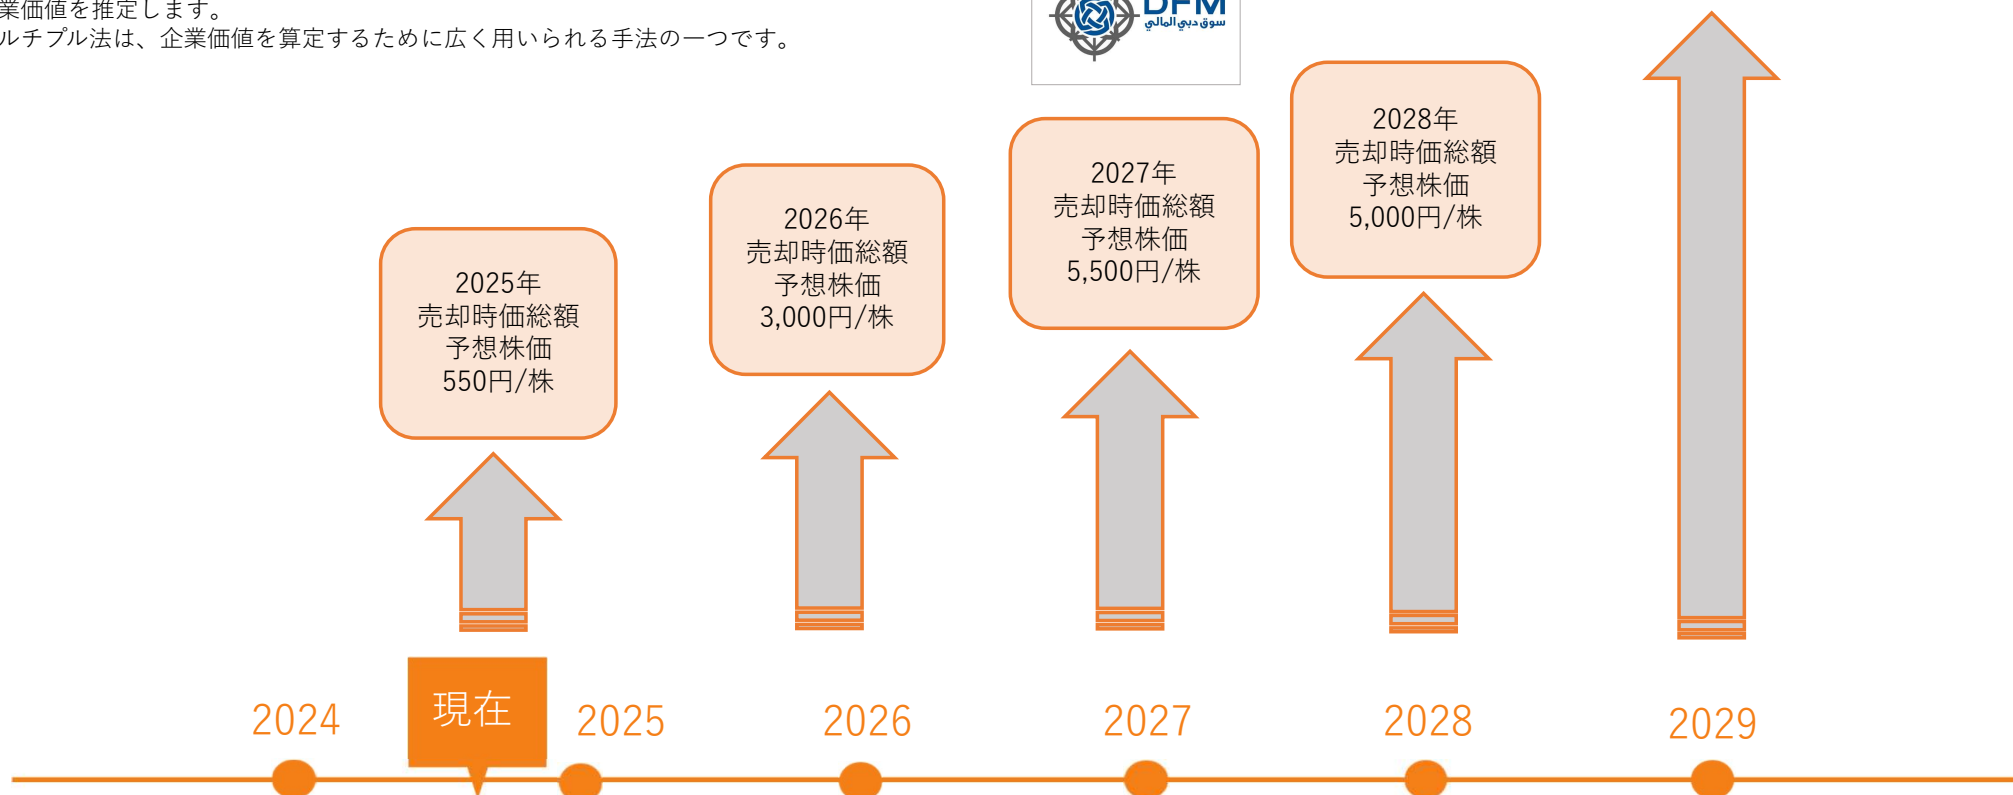 業価値を推定します。
ルチプル法は、企業価値を算定するために広く用いられる手法の一つです。
DFM
سوق دبي المالي
2028年
売却時価総額
予想株価
5,000円/株
2027年
売却時価総額
予想株価
5,500円/株
2026年
売却時価総額
予想株価
3,000円/株
2025年
売却時価総額
予想株価
550円/株
2024
現在
2025
2026
2027
2028
2029